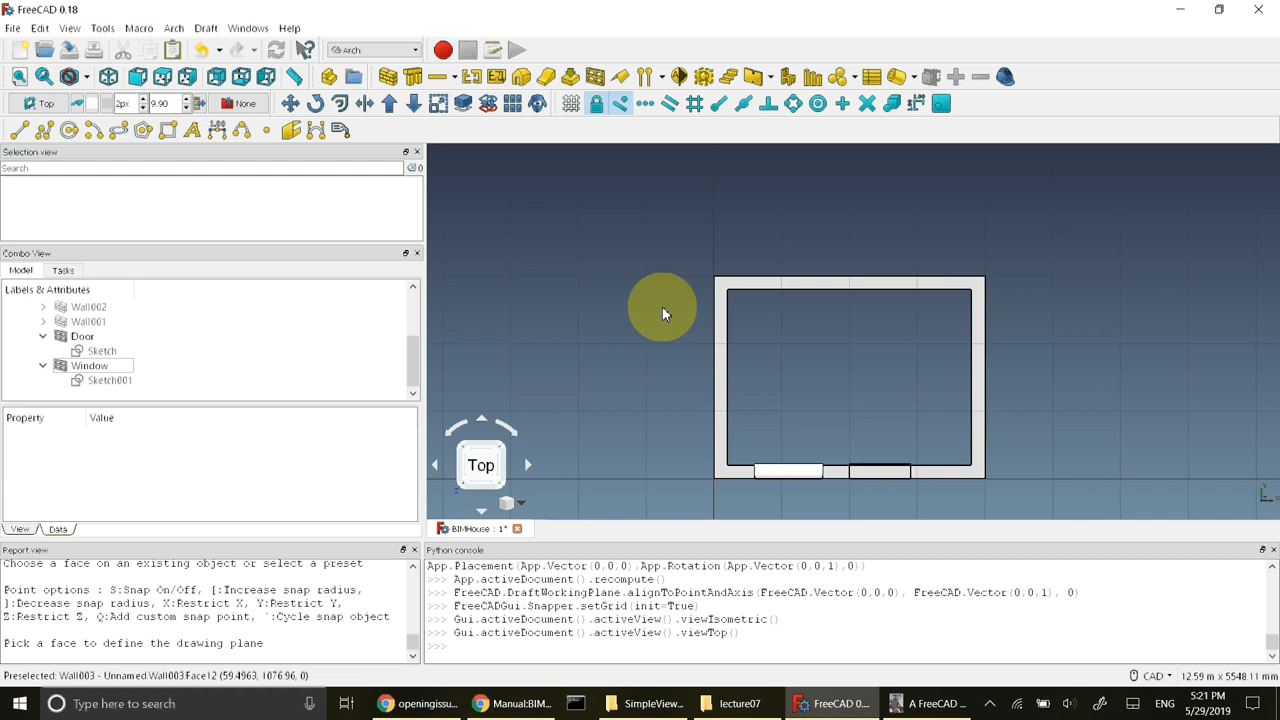 FreeCAD 0.18
File Edit View Tools Macro Arch Draft Windows Help
Arch
Top 2px 9.90 None
Selection view
Search
0
Combo View
Model Tasks
Labels & Attributes
Wall002
Wall001
Door
Sketch
Window
Sketch001
Property Value
View Data
Top
BIMHouse : 1*
Report view
Choose a face on an existing object or select a preset
Point options : S:Snap On/Off, [:Increase snap radius,
]:Decrease snap radius, X:Restrict X, Y:Restrict Y,
Z:Restrict Z, Q:Add custom snap point, `:Cycle snap object
Pick a face to define the drawing plane
Python console
App.Placement(App.Vector(0,0,0),App.Rotation(App.Vector(0,0,1),0))
>>> App.activeDocument().recompute()
>>> FreeCAD.DraftWorkingPlane.alignToPointAndAxis(FreeCAD.Vector(0,0,0), FreeCAD.Vector(0,0,1), 0)
>>> FreeCADGui.Snapper.setGrid(init=True)
>>> Gui.activeDocument().activeView().viewIsometric()
>>> Gui.activeDocument().activeView().viewTop()
>>>
Preselected: Wall003 - Unnamed.Wall003.Face12 (59.4963, 1076.96, 0)
CAD 12.59 m x 5548.11 mm
Type here to search
openingissu...
Manual:BIM...
SimpleView...
lecture07
FreeCAD 0...
A FreeCAD ...
ENG
5:21 PM
5/29/2019